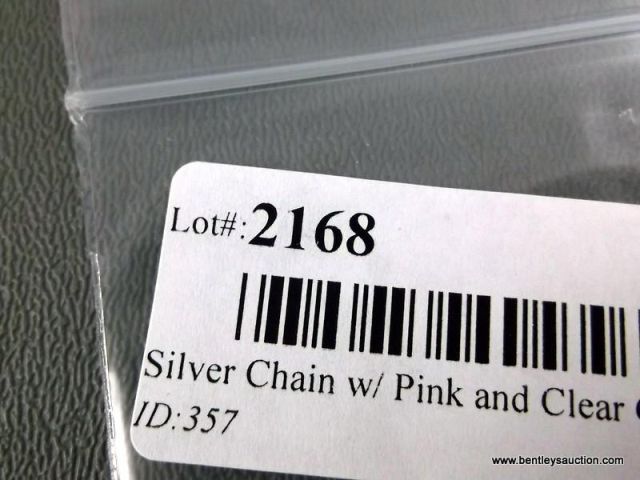 Lot#:2168
Silver Chain w/ Pink and Clear
ID:357
www.bentleysauction.com